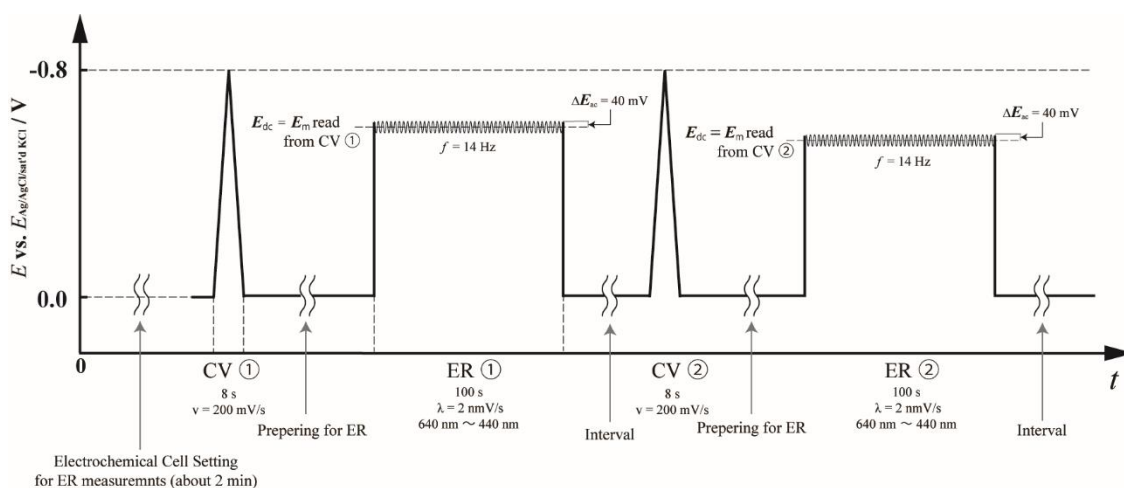 -0.8
E vs. E Ag/AgCl/sat'd KCl / V
0.0
0
t
E_dc = E_m read
from CV ①
ΔE_ac = 40 mV
f = 14 Hz
E_dc = E_m read
from CV ②
ΔE_ac = 40 mV
f = 14 Hz
CV ①
8 s
v = 200 mV/s
ER ①
100 s
λ = 2 nmV/s
640 nm ~ 440 nm
CV ②
8 s
v = 200 mV/s
ER ②
100 s
λ = 2 nmV/s
640 nm ~ 440 nm
Prepering for ER
Interval
Prepering for ER
Interval
Electrochemical Cell Setting
for ER measuremnts (about 2 min)